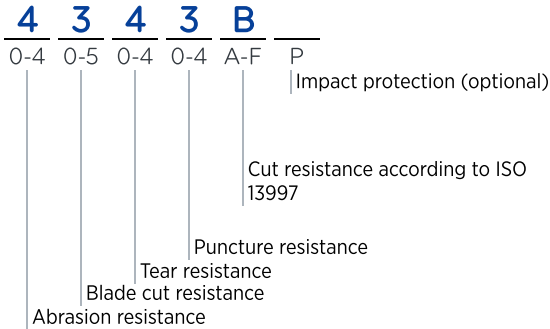 4 3 4 3 B
0-4 0-5 0-4 0-4 A-F P
Impact protection (optional)
Cut resistance according to ISO
13997
Puncture resistance
Tear resistance
Blade cut resistance
Abrasion resistance